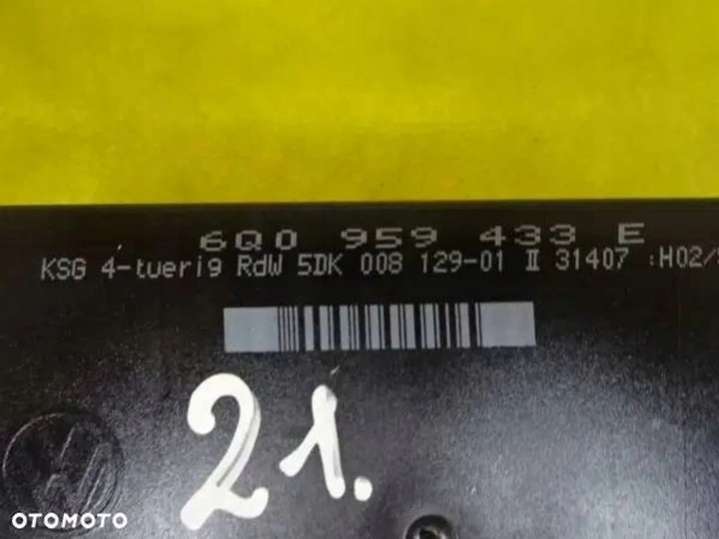 6Q0 959 433 E
KSG 4-tuerig RdW 5DK 008 129-01 II 31407 :H02/
21.
OTOMOTO